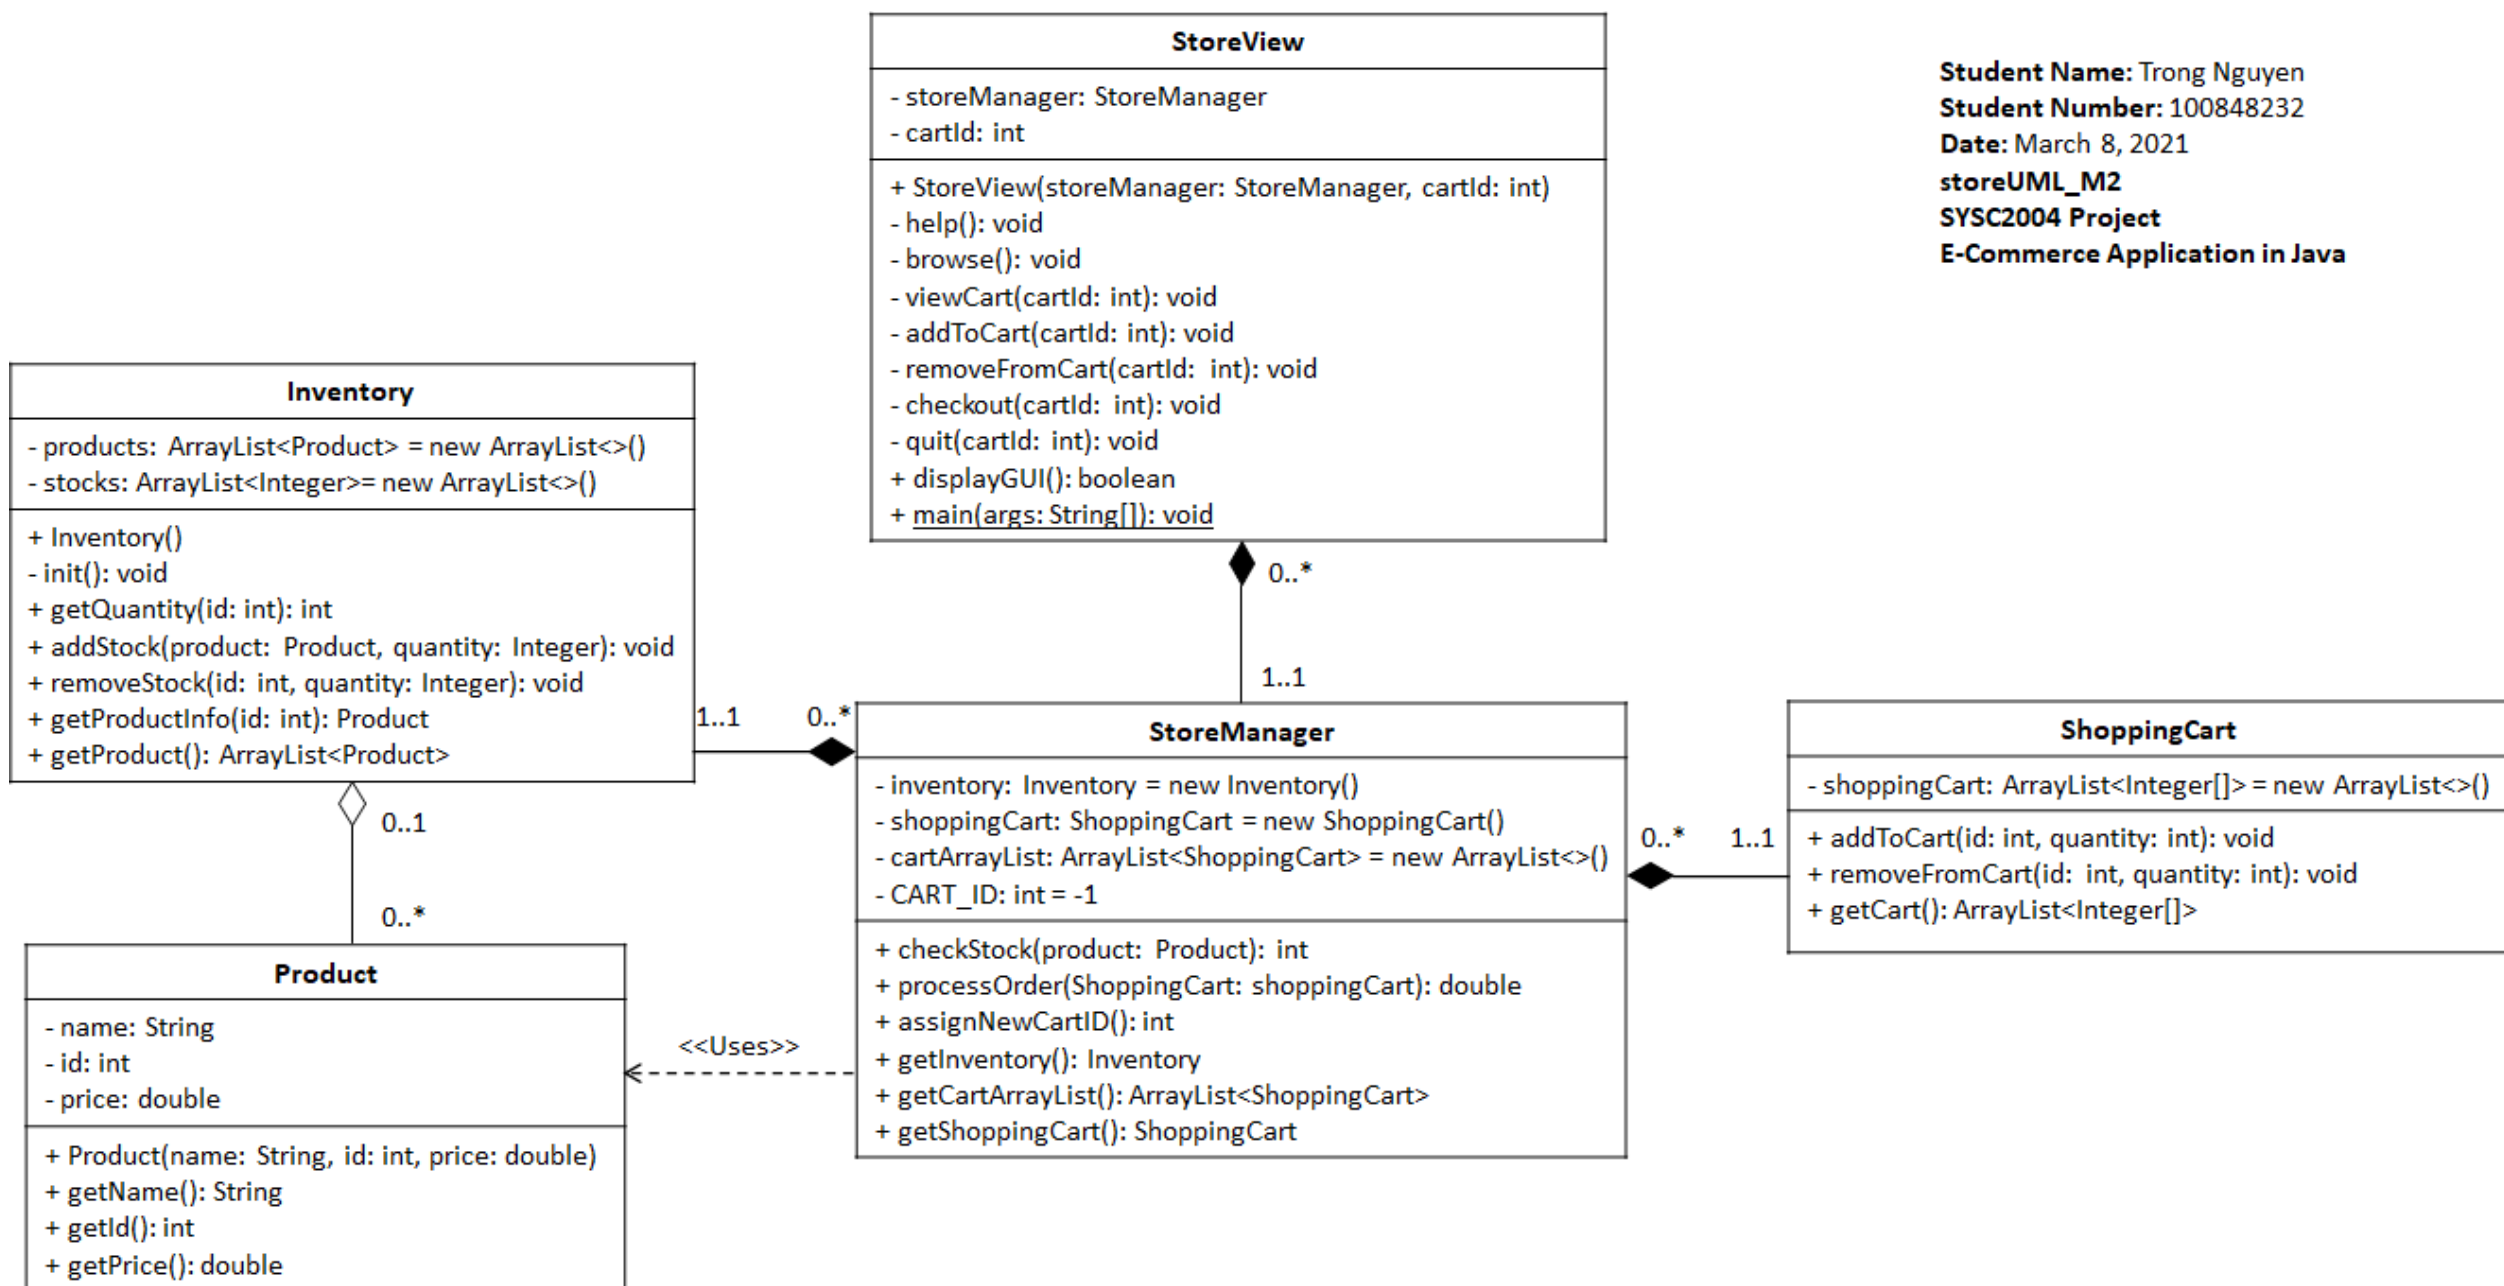 StoreView
- storeManager: StoreManager
- cartId: int
+ StoreView(storeManager: StoreManager, cartId: int)
- help(): void
- browse(): void
- viewCart(cartId: int): void
- addToCart(cartId: int): void
- removeFromCart(cartId: int): void
- checkout(cartId: int): void
- quit(cartId: int): void
+ displayGUI(): boolean
+ main(args: String[]): void
Student Name: Trong Nguyen
Student Number: 100848232
Date: March 8, 2021
storeUML_M2
SYSC2004 Project
E-Commerce Application in Java
Inventory
- products: ArrayList<Product> = new ArrayList<>()
- stocks: ArrayList<Integer>= new ArrayList<>()
+ Inventory()
- init(): void
+ getQuantity(id: int): int
+ addStock(product: Product, quantity: Integer): void
+ removeStock(id: int, quantity: Integer): void
+ getProductInfo(id: int): Product
+ getProduct(): ArrayList<Product>
0..*
1..1
1..1
0..*
StoreManager
- inventory: Inventory = new Inventory()
- shoppingCart: ShoppingCart = new ShoppingCart()
- cartArrayList: ArrayList<ShoppingCart> = new ArrayList<>()
- CART_ID: int = -1
+ checkStock(product: Product): int
+ processOrder(ShoppingCart: shoppingCart): double
+ assignNewCartID(): int
+ getInventory(): Inventory
+ getCartArrayList(): ArrayList<ShoppingCart>
+ getShoppingCart(): ShoppingCart
0..*
1..1
ShoppingCart
- shoppingCart: ArrayList<Integer[]> = new ArrayList<>()
+ addToCart(id: int, quantity: int): void
+ removeFromCart(id: int, quantity: int): void
+ getCart(): ArrayList<Integer[]>
0..1
0..*
Product
- name: String
- id: int
- price: double
+ Product(name: String, id: int, price: double)
+ getName(): String
+ getId(): int
+ getPrice(): double
<<Uses>>